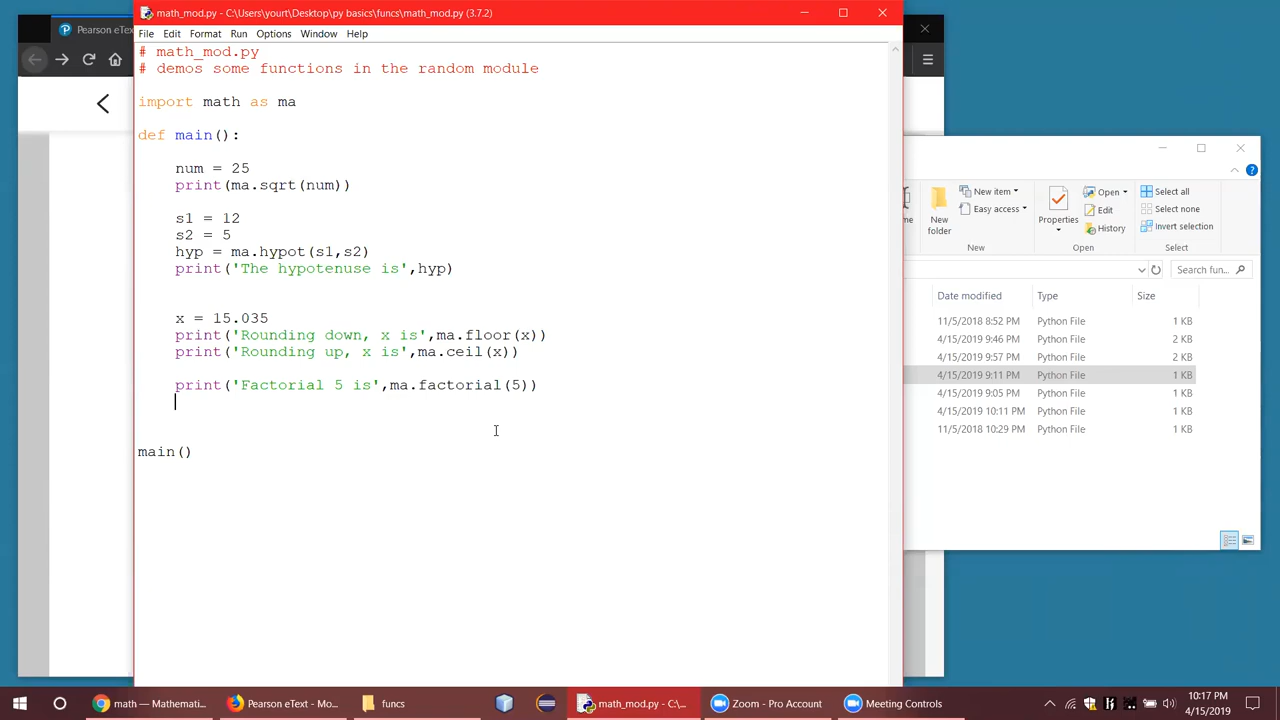 math_mod.py - C:\Users\yourt\Desktop\py basics\funcs\math_mod.py (3.7.2)
Pearson eTex
File Edit Format Run Options Window Help
# math_mod.py
# demos some functions in the random module
import math as ma
def main():
num = 25
print(ma.sqrt(num))
s1 = 12
s2 = 5
hyp = ma.hypot(s1,s2)
print('The hypotenuse is',hyp)
x = 15.035
print('Rounding down, x is',ma.floor(x))
print('Rounding up, x is',ma.ceil(x))
print('Factorial 5 is',ma.factorial(5))
main()
me
New folder
New item
Easy access
New
Properties
Open
Edit
History
Open
Select all
Select none
Invert selection
Select
Search fun...
Date modified Type Size
11/5/2018 8:52 PM Python File 1 KB
4/15/2019 9:46 PM Python File 2 KB
4/15/2019 9:57 PM Python File 2 KB
4/15/2019 9:11 PM Python File 1 KB
4/15/2019 9:05 PM Python File 1 KB
4/15/2019 10:11 PM Python File 1 KB
11/5/2018 10:29 PM Python File 1 KB
math — Mathemati...
Pearson eText - Mo...
funcs
math_mod.py - C:\...
Zoom - Pro Account
Meeting Controls
10:17 PM
4/15/2019